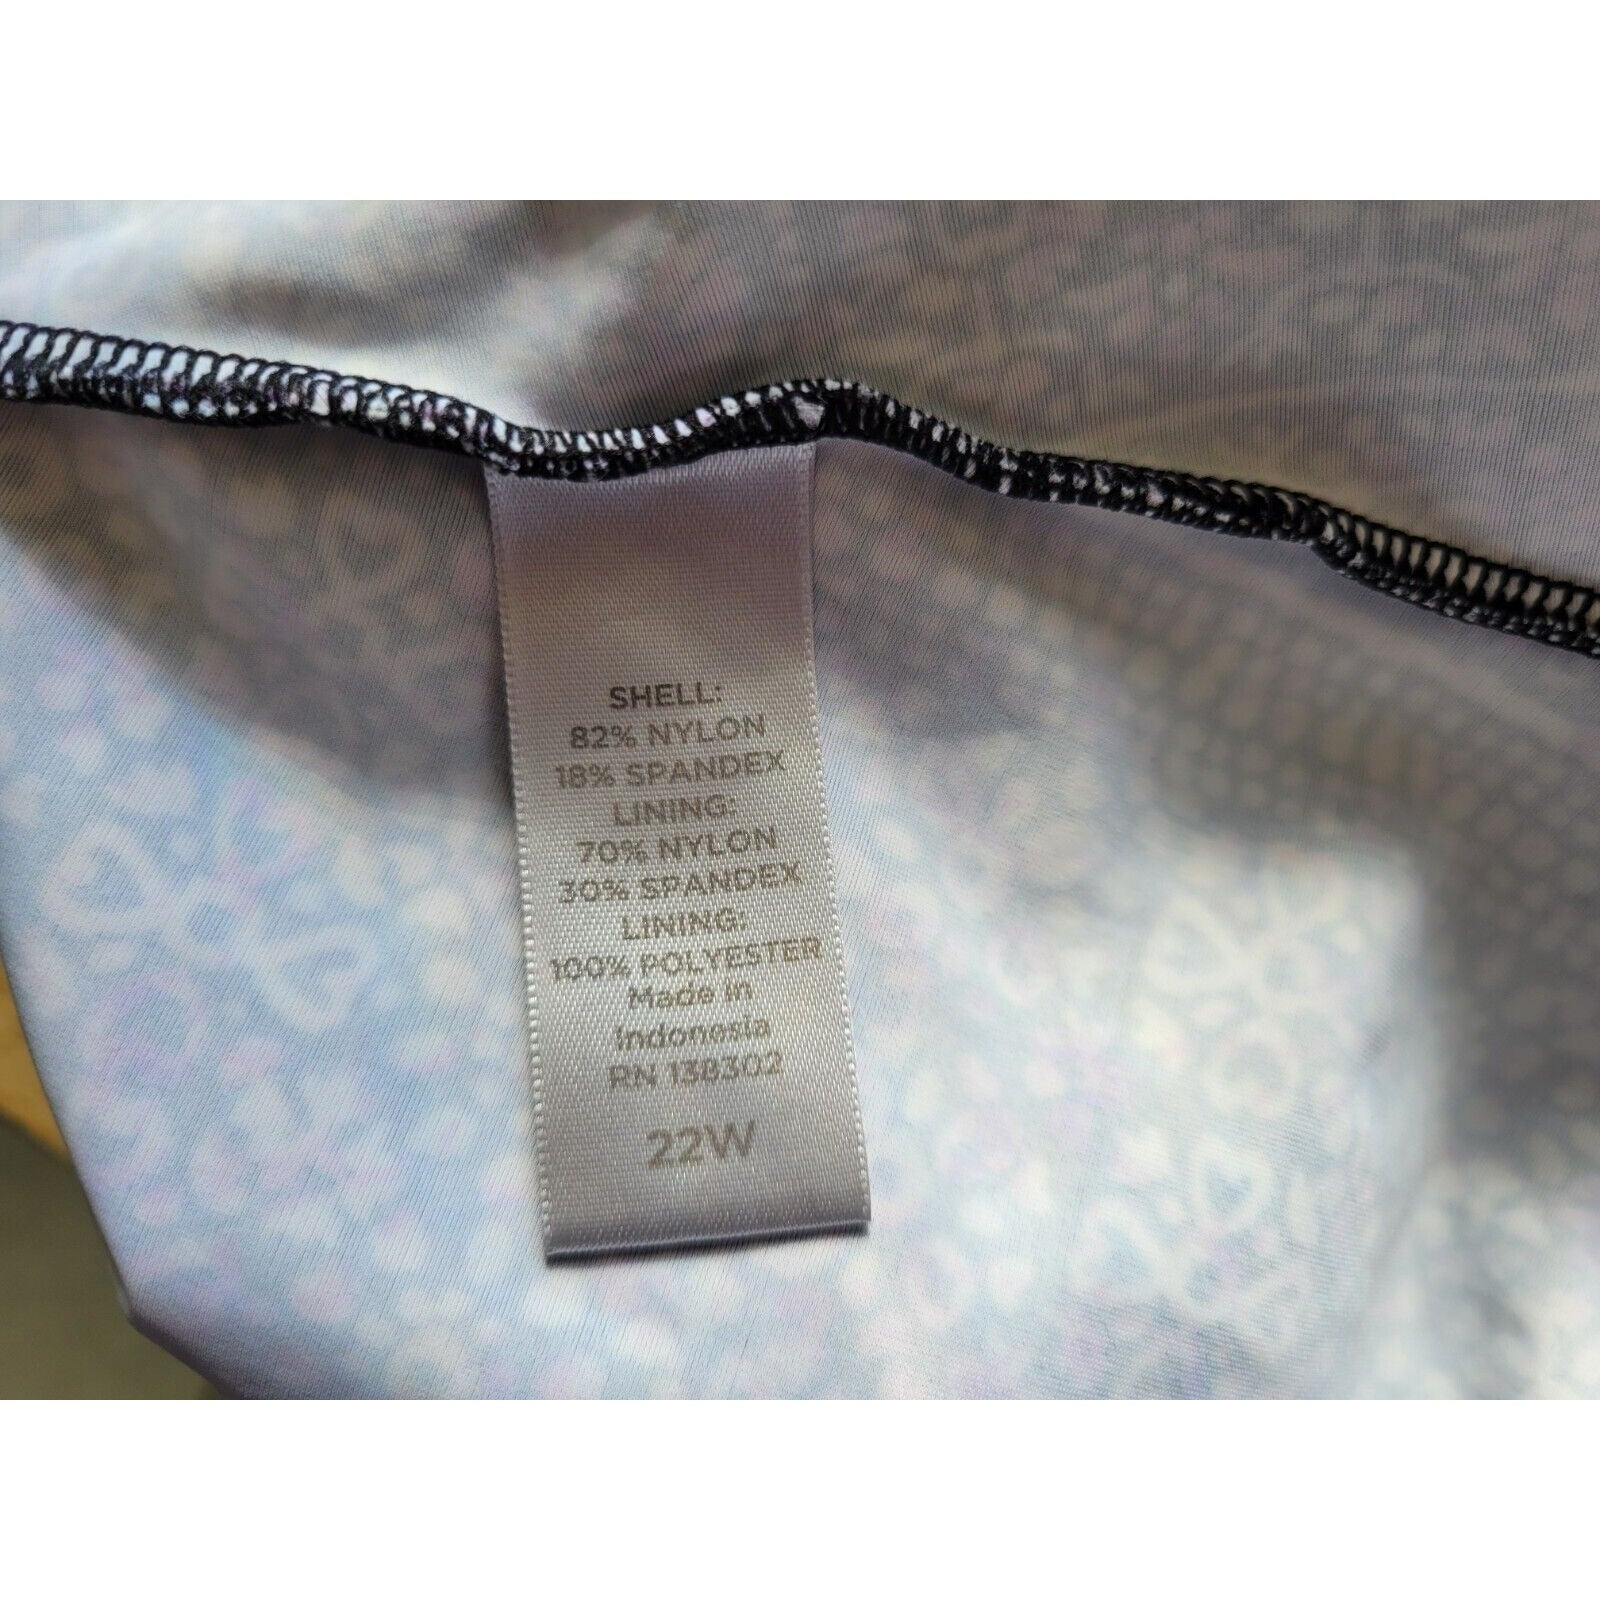 SHELL:
82% NYLON
18% SPANDEX
LINING:
70% NYLON
30% SPANDEX
LINING:
100% POLYESTER
Made in
Indonesia
RN 138302
22W